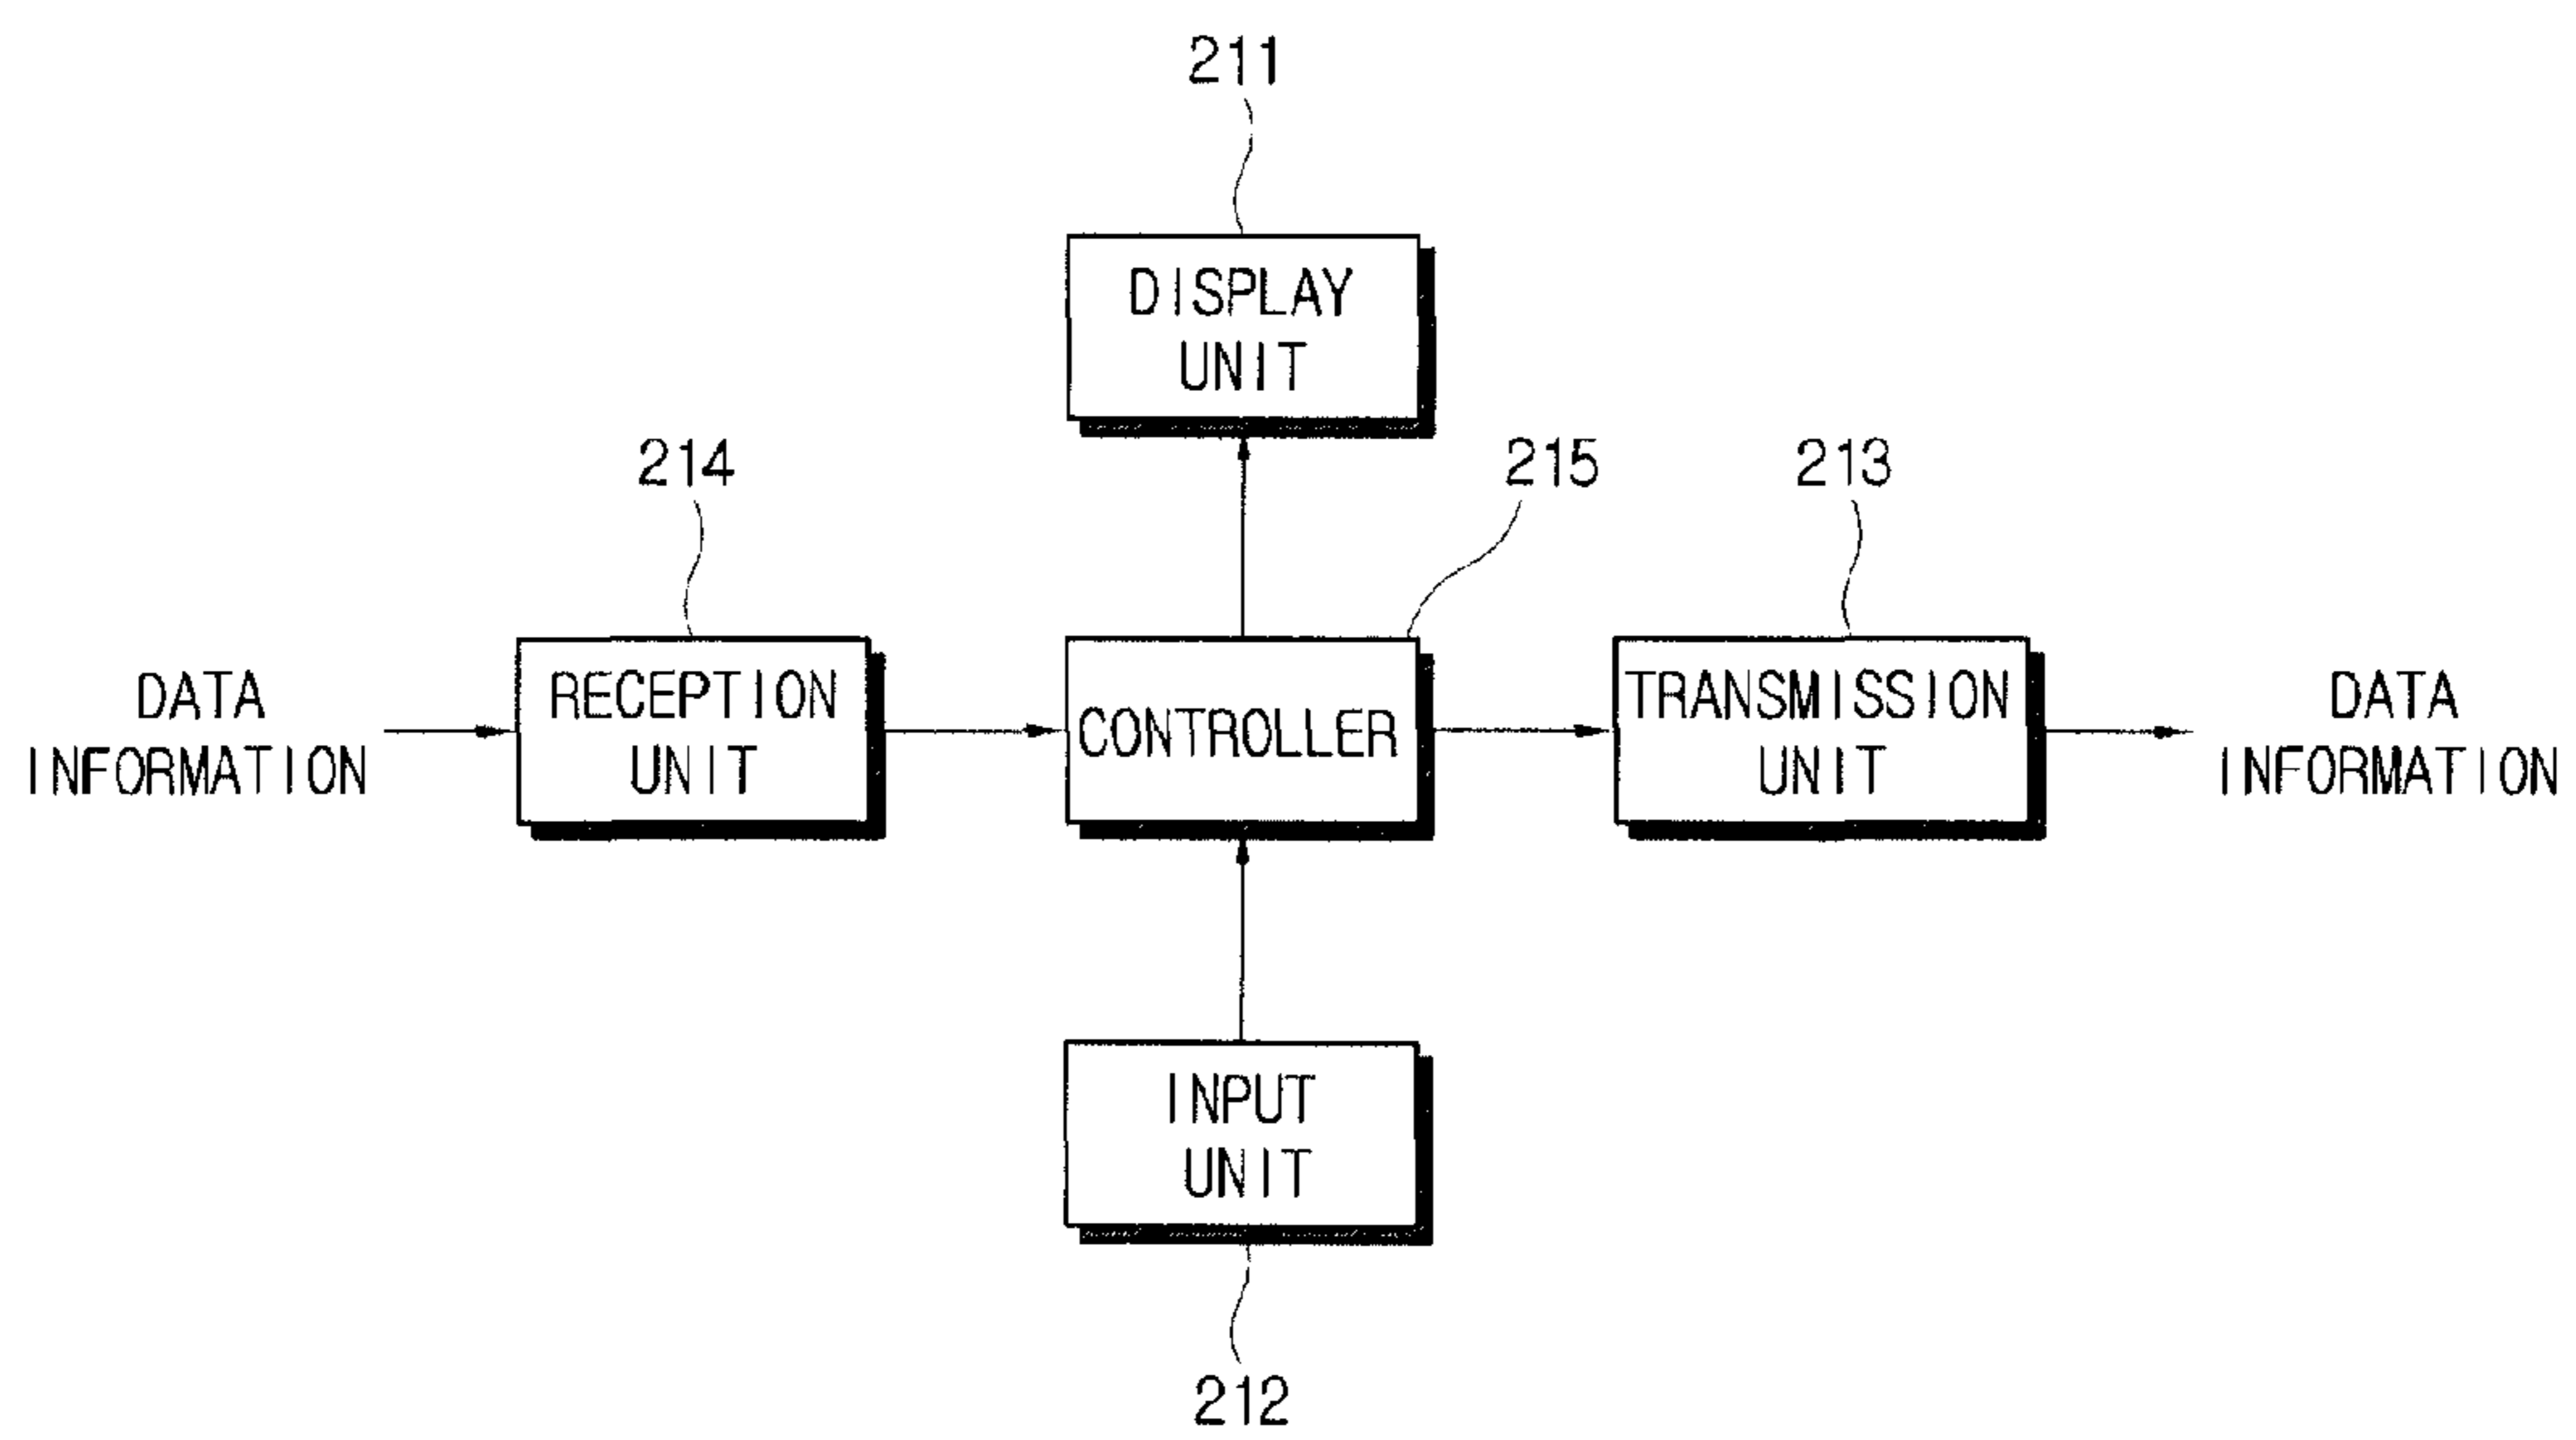 211
DISPLAY
UNIT
214
215
213
DATA
INFORMATION
RECEPTION
UNIT
CONTROLLER
TRANSMISSION
UNIT
DATA
INFORMATION
INPUT
UNIT
212